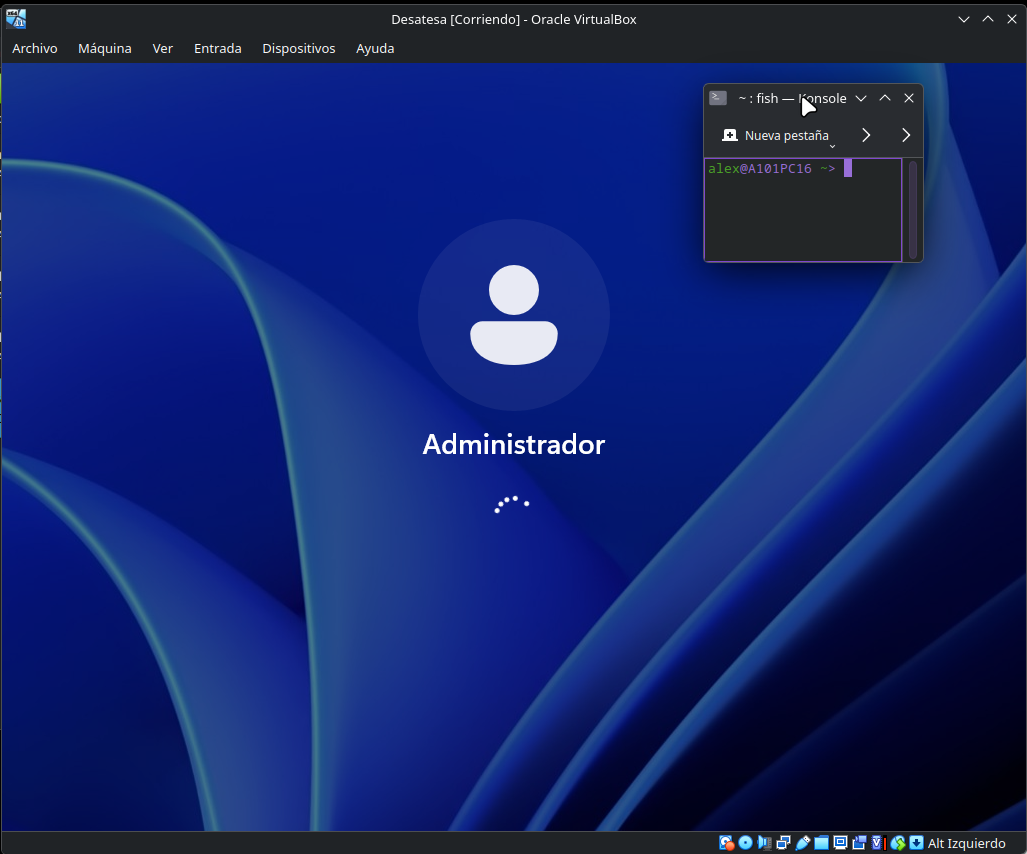 Desatesa [Corriendo] - Oracle VirtualBox
Archivo Máquina Ver Entrada Dispositivos Ayuda
~ : fish — Konsole
Nueva pestaña
alex@A101PC16 ~>
Administrador
Alt Izquierdo